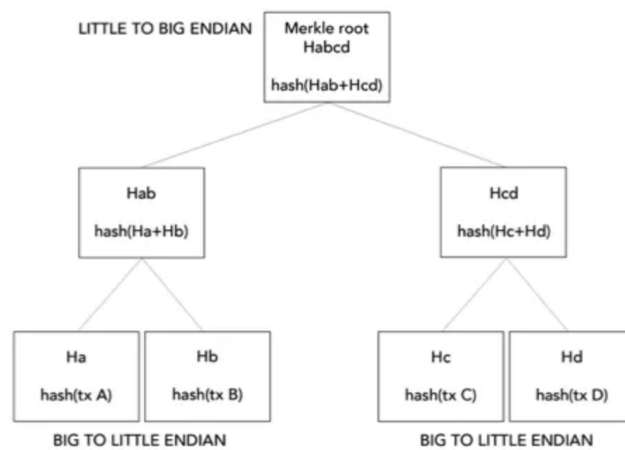 LITTLE TO BIG ENDIAN
Merkle root
Habcd
hash(Hab+Hcd)
Hab
hash(Ha+Hb)
Hcd
hash(Hc+Hd)
Ha
hash(tx A)
Hb
hash(tx B)
Hc
hash(tx C)
Hd
hash(tx D)
BIG TO LITTLE ENDIAN
BIG TO LITTLE ENDIAN